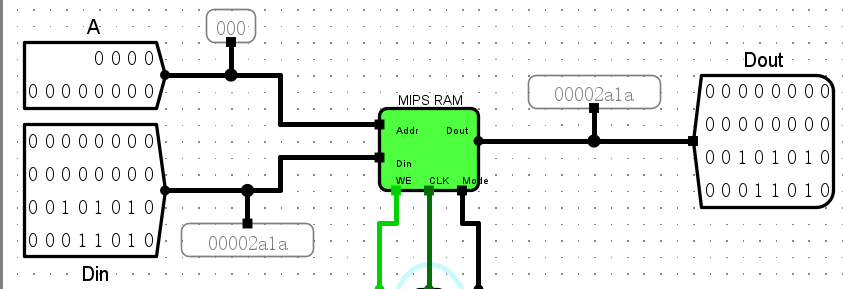 A
000
0 0 0 0
0 0 0 0 0 0 0 0
Dout
0 0 0 0 0 0 0 0
0 0 0 0 0 0 0 0
0 0 1 0 1 0 1 0
0 0 0 1 1 0 1 0
00002a1a
MIPS RAM
Addr Dout
Din
WE CLK Mode
0 0 0 0 0 0 0 0
0 0 0 0 0 0 0 0
0 0 1 0 1 0 1 0
0 0 0 1 1 0 1 0
00002a1a
Din